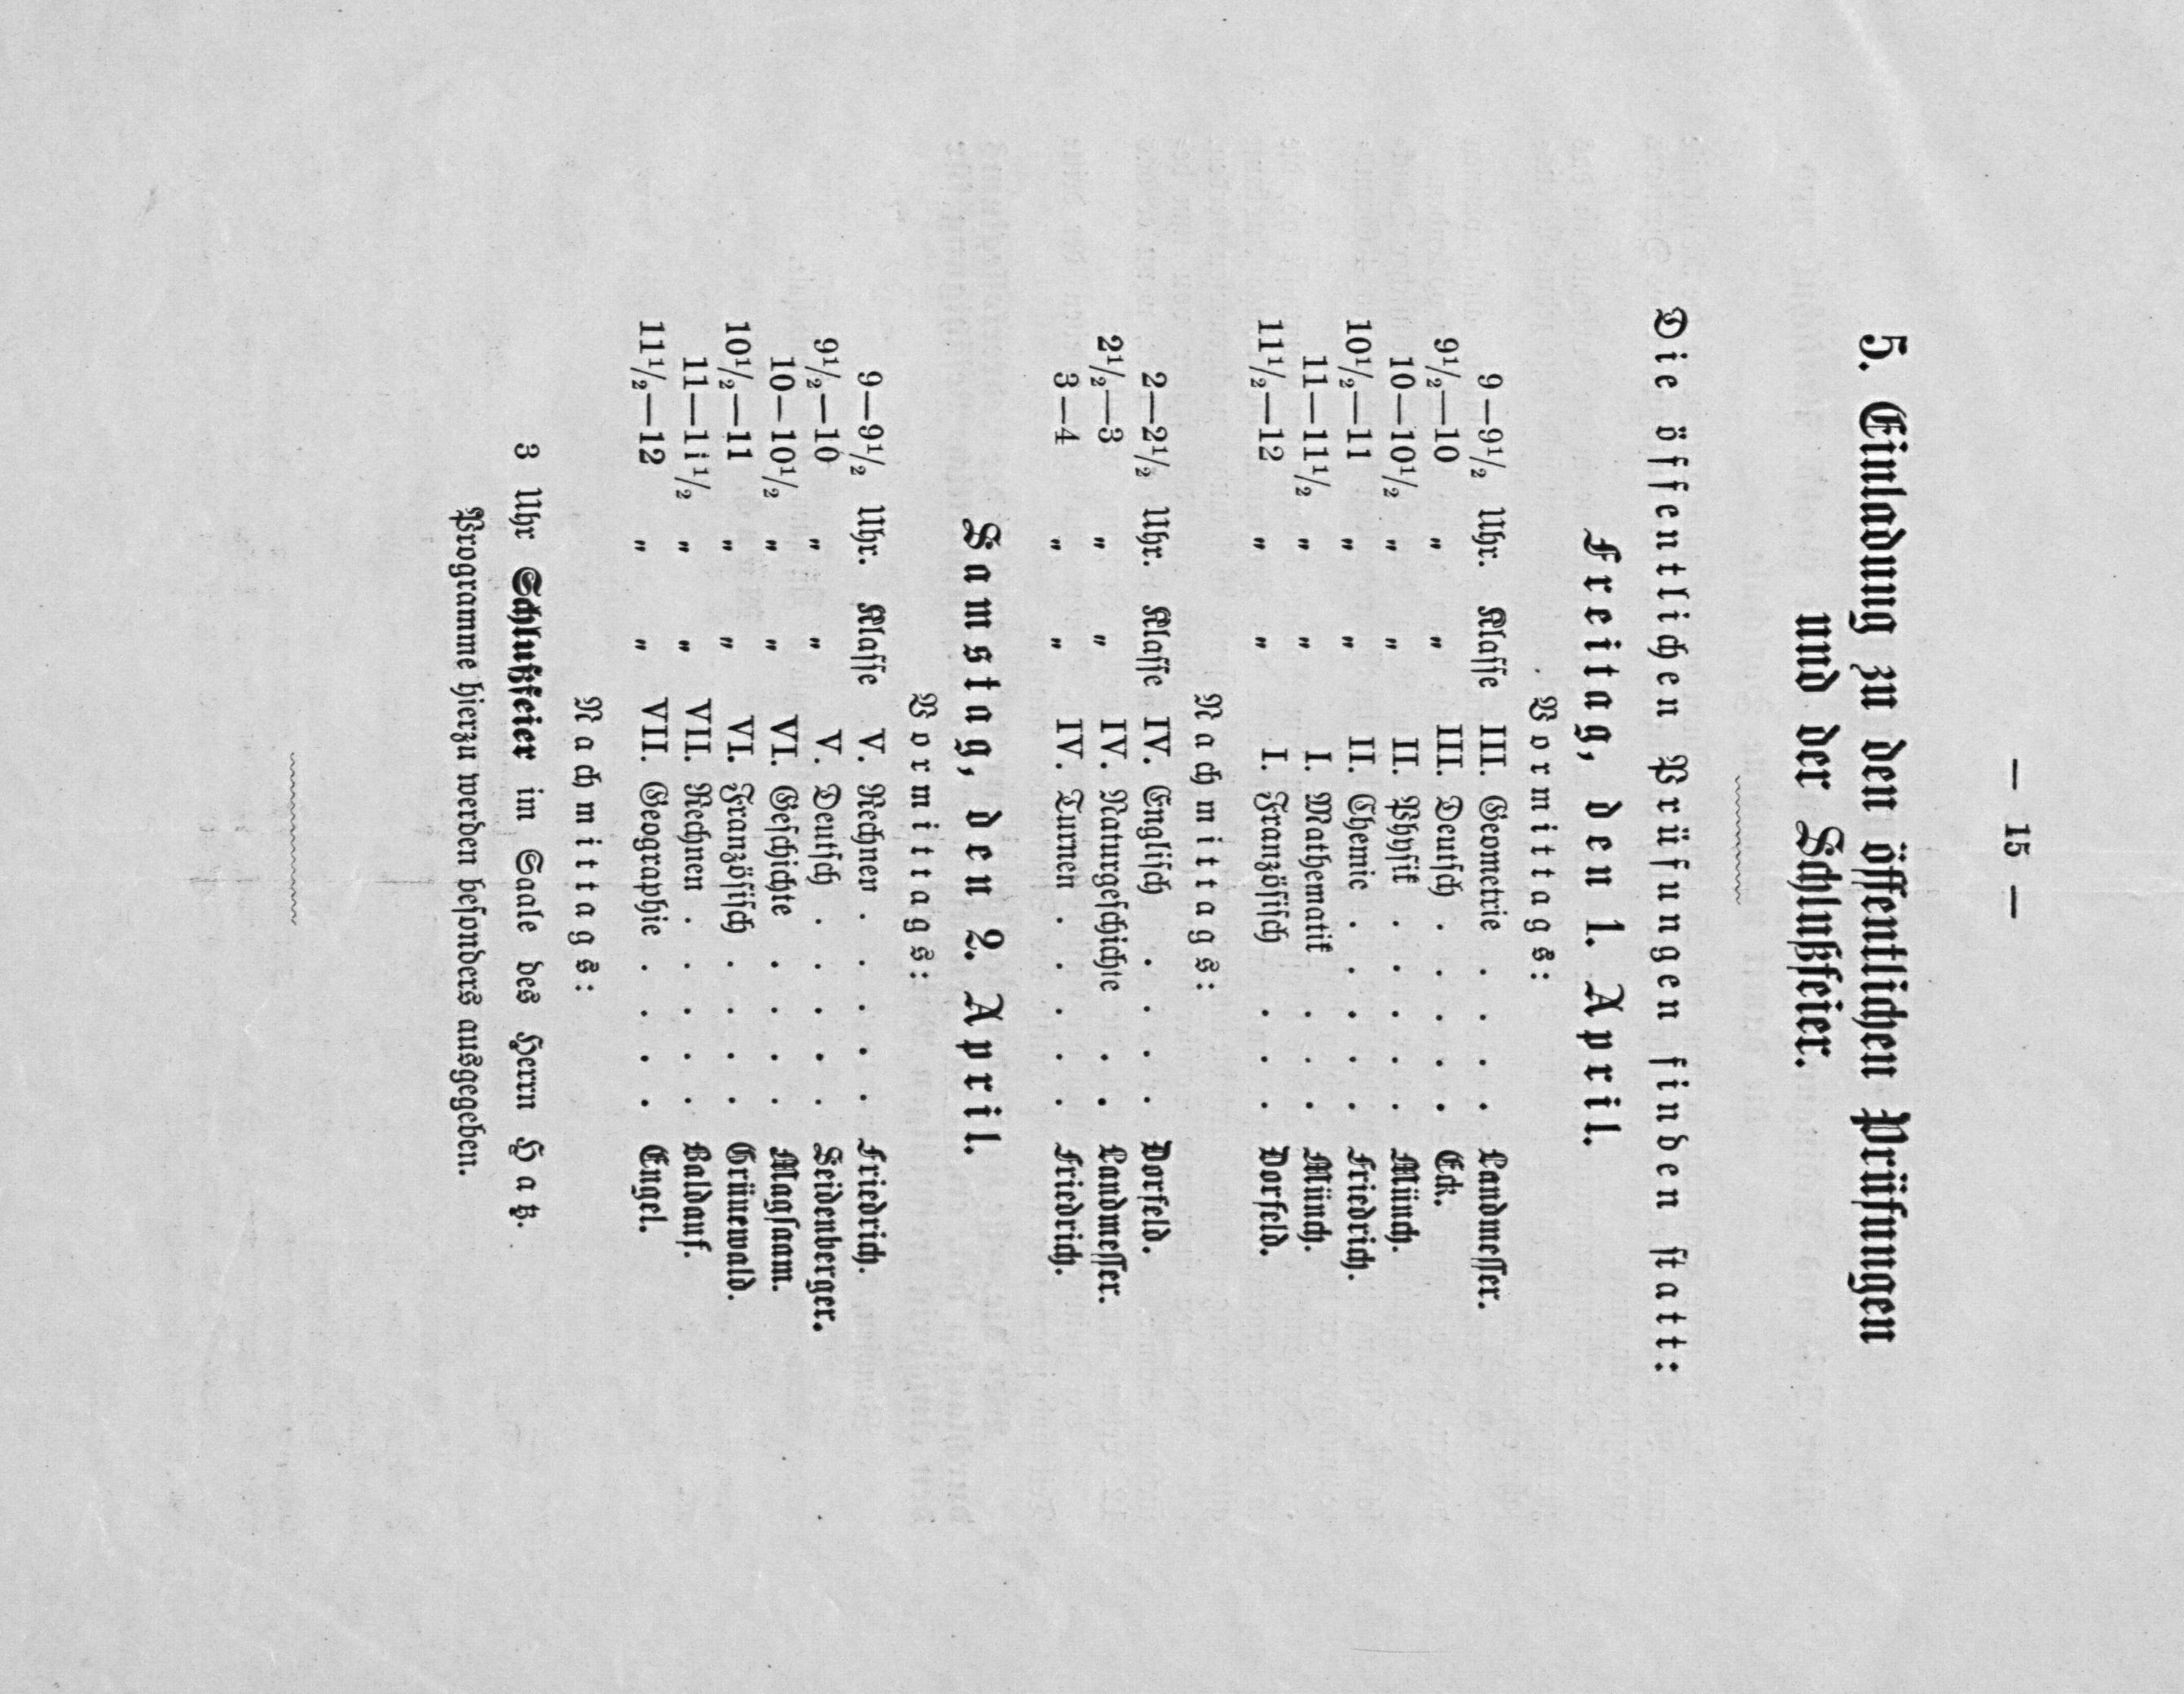 — 15 —
5. Einladung zu den öffentlichen Prüfungen
und der Schlußfeier.
Die öffentlichen Prüfungen finden statt:
Freitag, den 1. April.
Vormittags:
9—9¹/₂ Uhr. Klasse III. Geometrie . . . . Landmesser.
9¹/₂—10 „ „ III. Deutsch . . . . . Eck.
10—10¹/₂ „ „ II. Physik . . . . . Münch.
10¹/₂—11 „ „ II. Chemie . . . . . Friedrich.
11—11¹/₂ „ „ I. Mathematik . . . Münch.
11¹/₂—12 „ „ I. Französisch . . . Dorfeld.
Nachmittags:
2—2¹/₂ Uhr. Klasse IV. Englisch . . . . Dorfeld.
2¹/₂—3 „ „ IV. Naturgeschichte . . Landmesser.
3—4 „ „ IV. Turnen . . . . . Friedrich.
Samstag, den 2. April.
Vormittags:
9—9¹/₂ Uhr. Klasse V. Rechnen . . . . . Friedrich.
9¹/₂—10 „ „ V. Deutsch . . . . . Seidenberger.
10—10¹/₂ „ „ VI. Geschichte . . . . Magsaam.
10¹/₂—11 „ „ VI. Französisch . . . . Grünewald.
11—1i¹/₂ „ „ VII. Rechnen . . . . . Baldauf.
11¹/₂—12 „ „ VII. Geographie . . . . Engel.
Nachmittags:
3 Uhr Schlußfeier im Saale des Herrn Hatz.
Programme hierzu werden besonders ausgegeben.